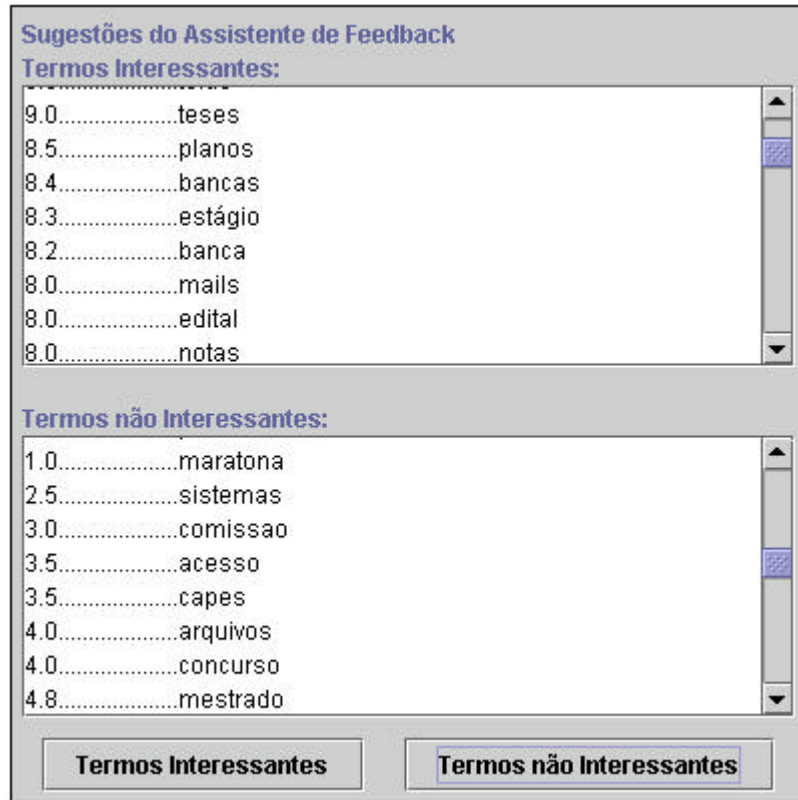 Sugestões do Assistente de Feedback
Termos Interessantes:
9.0....................teses
8.5....................planos
8.4....................bancas
8.3....................estágio
8.2....................banca
8.0....................mails
8.0....................edital
8.0....................notas
Termos não Interessantes:
1.0....................maratona
2.5....................sistemas
3.0....................comissao
3.5....................acesso
3.5....................capes
4.0....................arquivos
4.0....................concurso
4.8....................mestrado
Termos Interessantes
Termos não Interessantes